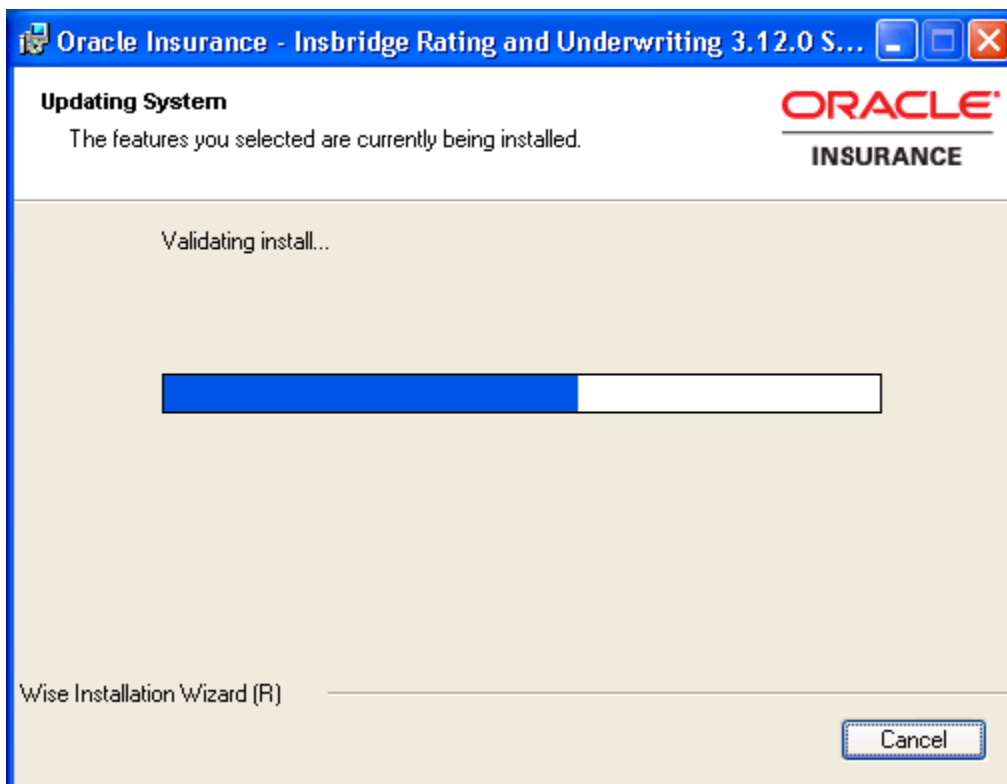 Oracle Insurance - Insbridge Rating and Underwriting 3.12.0 S...
Updating System
The features you selected are currently being installed.
ORACLE
INSURANCE
Validating install...
Wise Installation Wizard (R)
Cancel